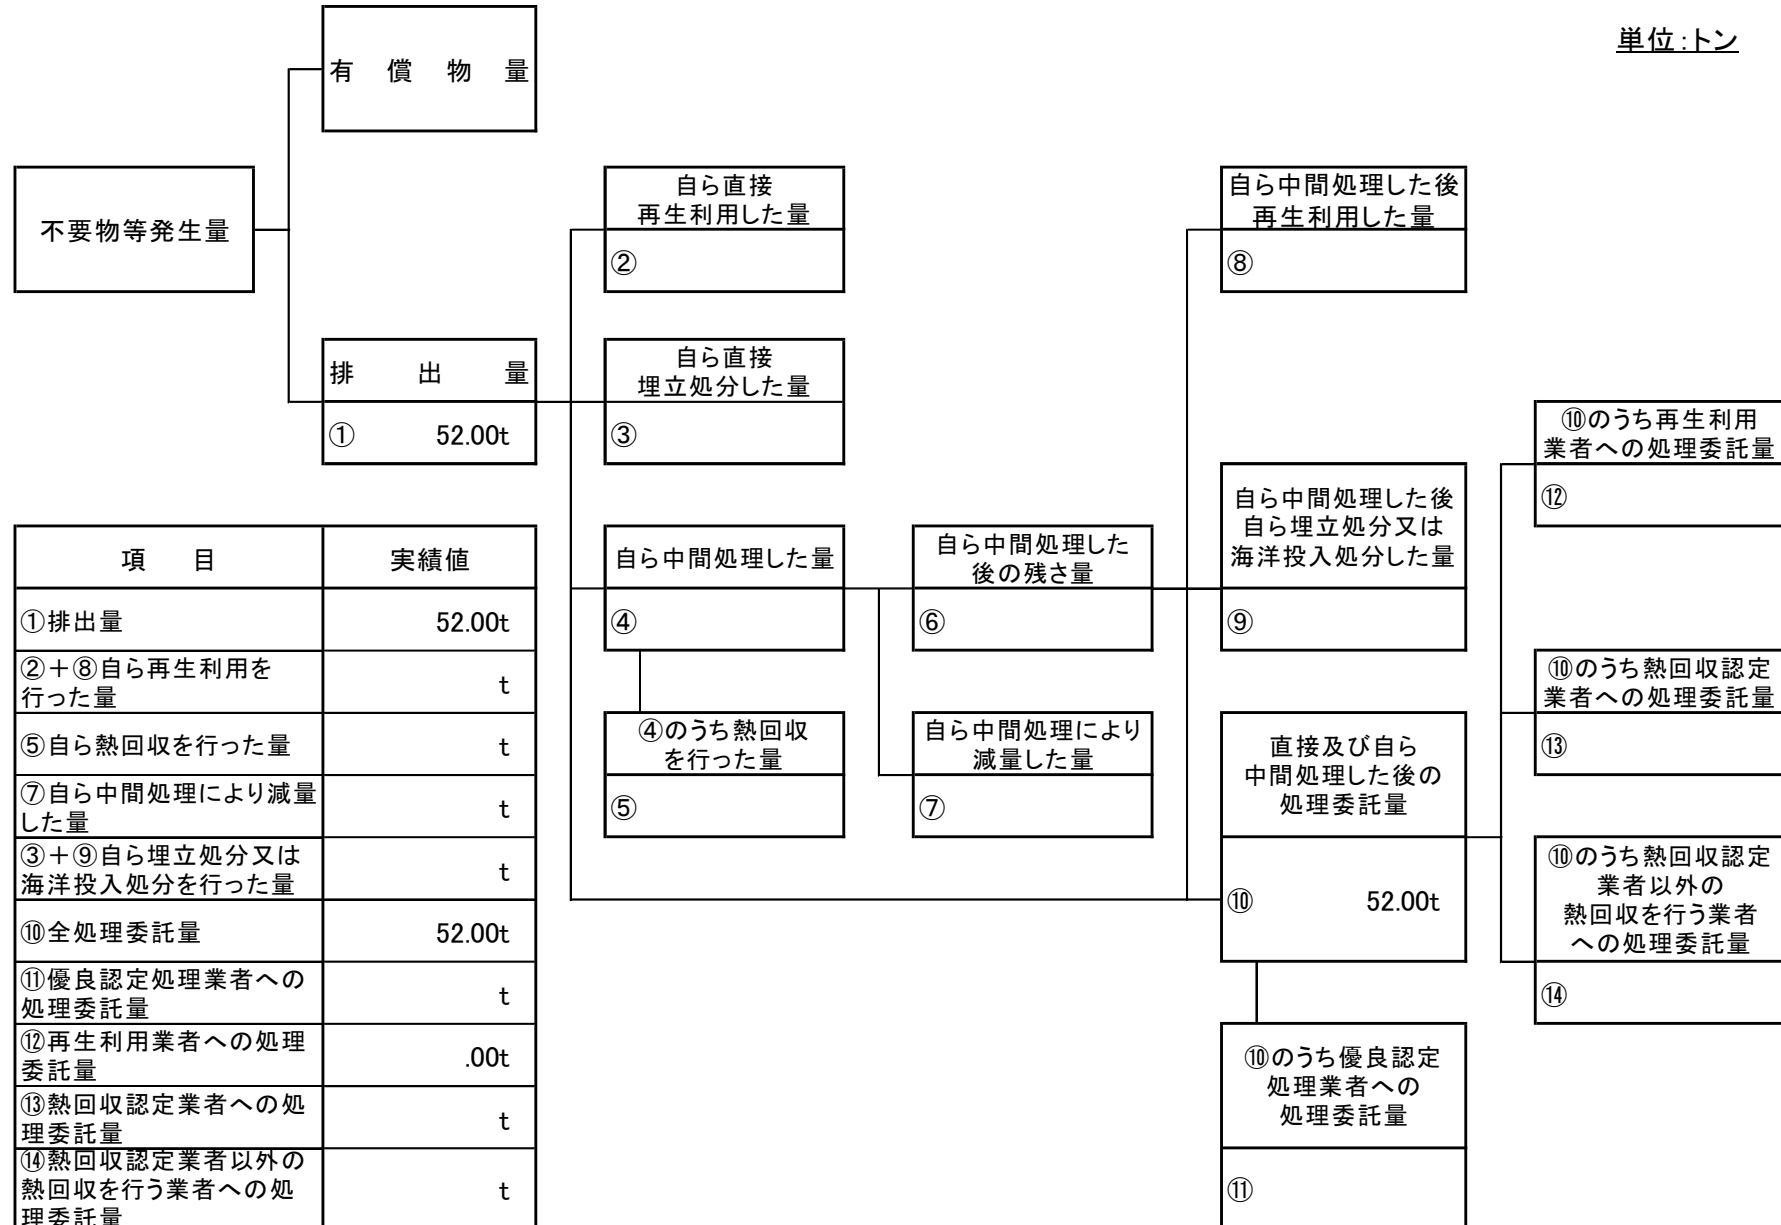 単位：トン
有　償　物　量
不要物等発生量
排　出　量
①　52.00t
自ら直接
再生利用した量
②
自ら直接
埋立処分した量
③
自ら中間処理した量
④
④のうち熱回収
を行った量
⑤
自ら中間処理した
後の残さ量
⑥
自ら中間処理により
減量した量
⑦
自ら中間処理した後
再生利用した量
⑧
自ら中間処理した後
自ら埋立処分又は
海洋投入処分した量
⑨
直接及び自ら
中間処理した後の
処理委託量
⑩　52.00t
⑩のうち優良認定
処理業者への
処理委託量
⑪
⑩のうち再生利用
業者への処理委託量
⑫
⑩のうち熱回収認定
業者への処理委託量
⑬
⑩のうち熱回収認定
業者以外の
熱回収を行う業者
への処理委託量
⑭
項　目　実績値
①排出量　52.00t
②＋⑧自ら再生利用を
行った量　t
⑤自ら熱回収を行った量　t
⑦自ら中間処理により減量
した量　t
③＋⑨自ら埋立処分又は
海洋投入処分を行った量　t
⑩全処理委託量　52.00t
⑪優良認定処理業者への
処理委託量　t
⑫再生利用業者への処理
委託量　.00t
⑬熱回収認定業者への処
理委託量　t
⑭熱回収認定業者以外の
熱回収を行う業者への処
理委託量　t